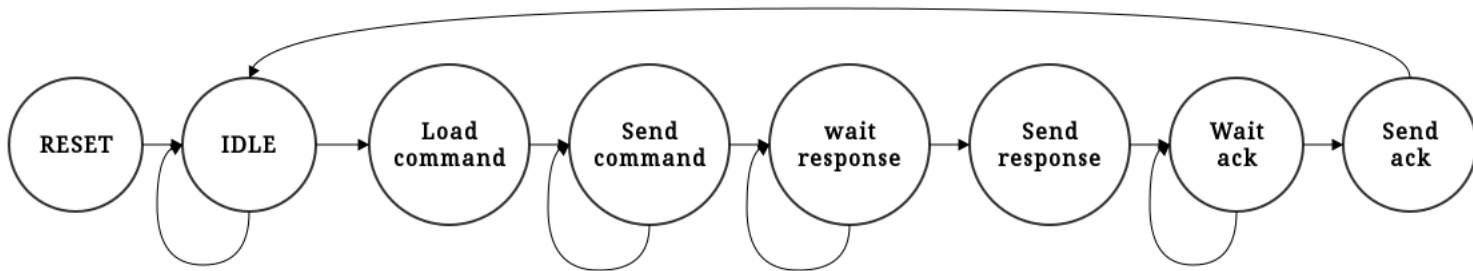 RESET
IDLE
Load
command
Send
command
wait
response
Send
response
Wait
ack
Send
ack